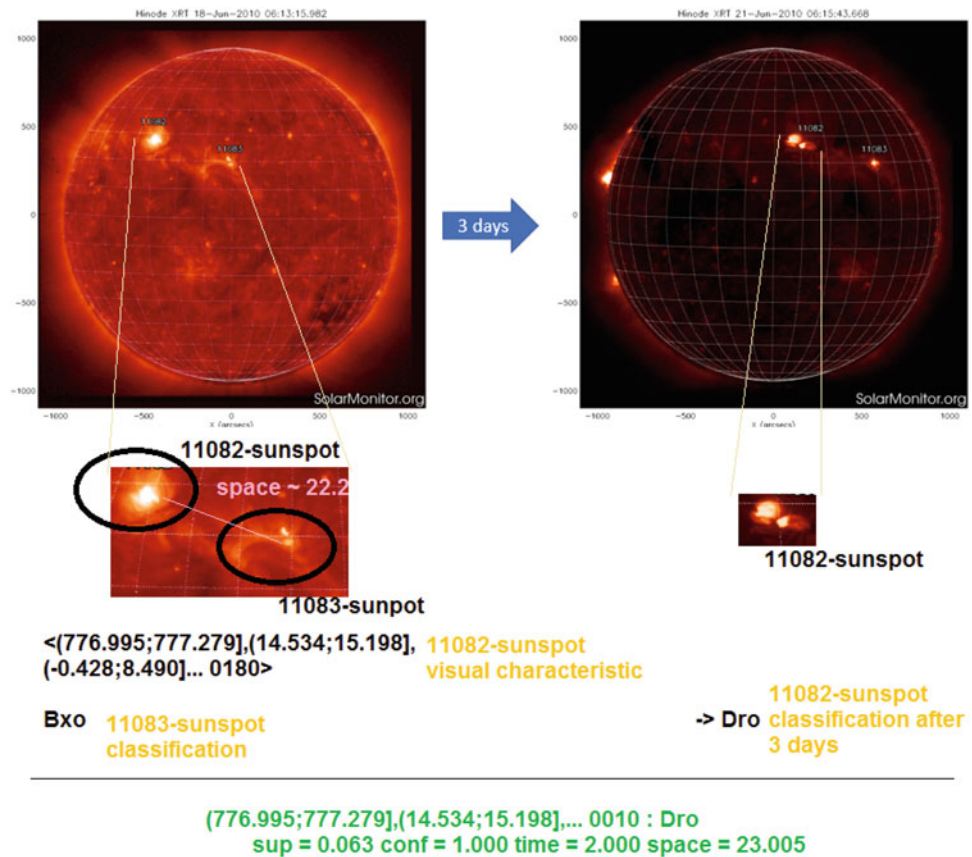 Hinode XRT 18-Jun-2010 06:13:15.982
Hinode XRT 21-Jun-2010 06:15:43.668
1000
500
0
-500
-1000
11082
11083
SolarMonitor.org
-1000
-500
0
500
1000
X (arcsecs)
3 days
1000
500
0
-500
-1000
11082
11083
SolarMonitor.org
-1000
-500
0
500
1000
X (arcsecs)
11082-sunspot
11082
space ~ 22.2
11083-sunpot
11082-sunspot
<(776.995;777.279],(14.534;15.198],
(-0.428;8.490]... 0180>
11082-sunspot
visual characteristic
Bxo
11083-sunspot
classification
-> Dro
11082-sunspot
classification after
3 days
(776.995;777.279],(14.534;15.198],... 0010 : Dro
sup = 0.063 conf = 1.000 time = 2.000 space = 23.005